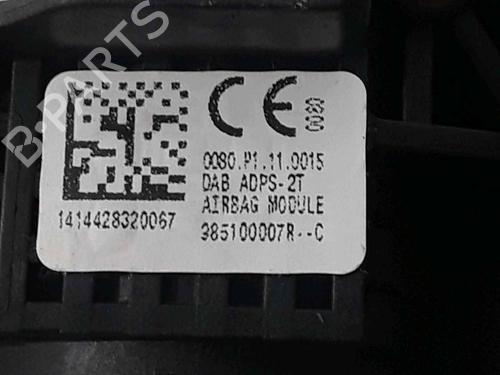 B-PARTS
CE
0080
0080.P1.11.0015
DAB ADPS-2T
AIRBAG MODULE
985100007R--C
1414428320067